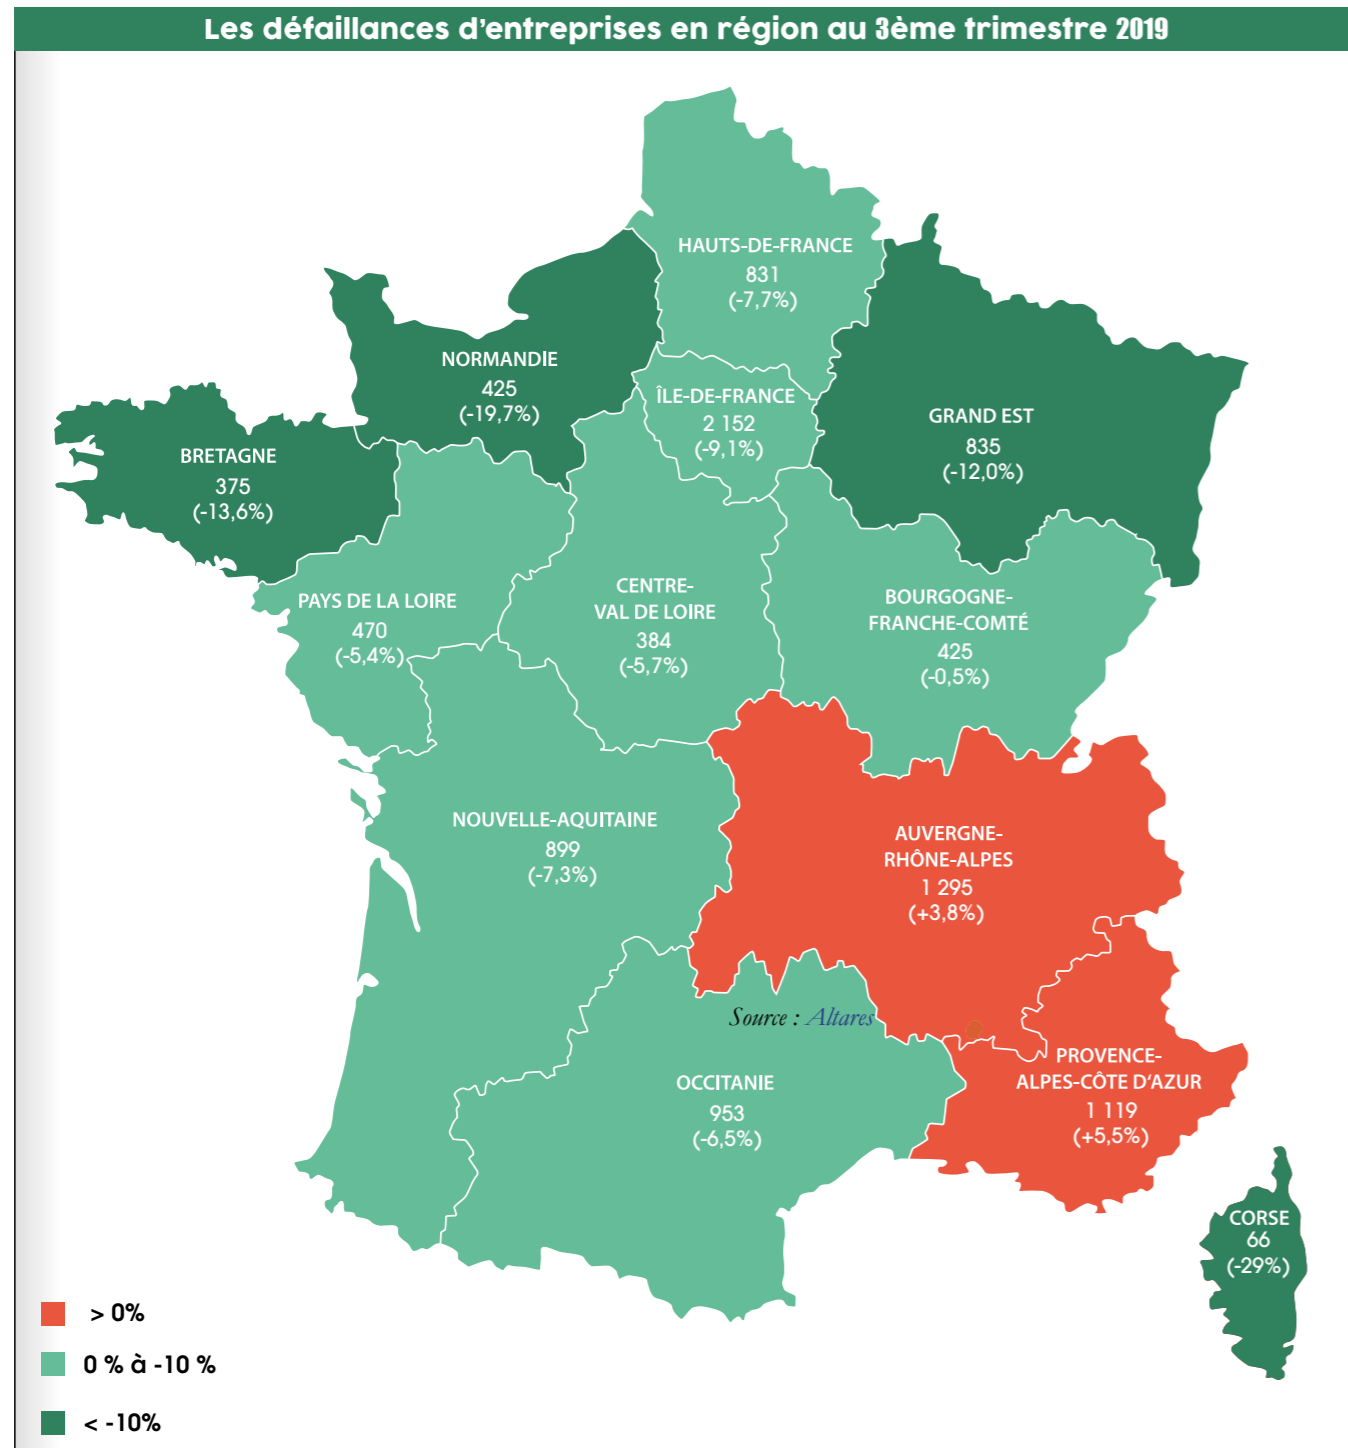 Les défaillances d'entreprises en région au 3ème trimestre 2019
HAUTS-DE-FRANCE
831
(-7,7%)
NORMANDIE
425
(-19,7%)
ÎLE-DE-FRANCE
2 152
(-9,1%)
GRAND EST
835
(-12,0%)
BRETAGNE
375
(-13,6%)
PAYS DE LA LOIRE
470
(-5,4%)
CENTRE-
VAL DE LOIRE
384
(-5,7%)
BOURGOGNE-
FRANCHE-COMTÉ
425
(-0,5%)
NOUVELLE-AQUITAINE
899
(-7,3%)
AUVERGNE-
RHÔNE-ALPES
1 295
(+3,8%)
Source : Altares
OCCITANIE
953
(-6,5%)
PROVENCE-
ALPES-CÔTE D'AZUR
1 119
(+5,5%)
CORSE
66
(-29%)
> 0%
0 % à -10 %
< -10%